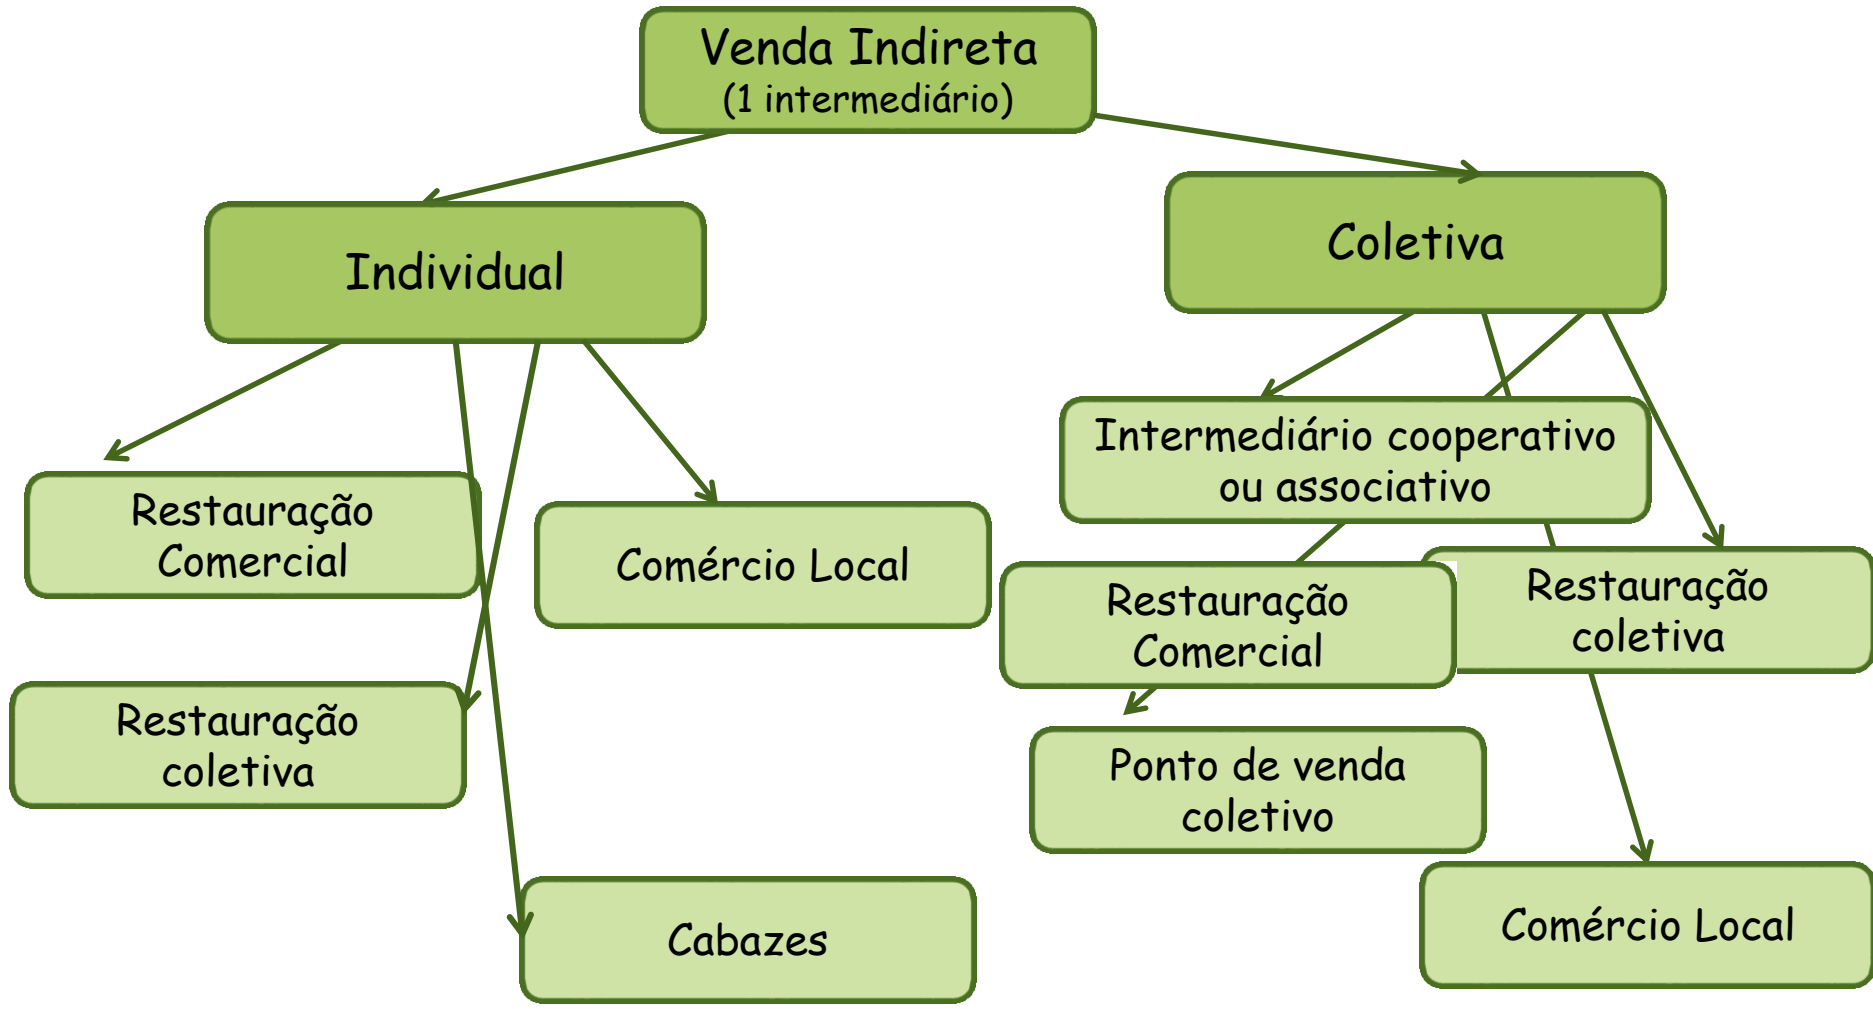 Venda Indireta
(1 intermediário)
Individual
Coletiva
Restauração
Comercial
Comércio Local
Restauração
coletiva
Cabazes
Intermediário cooperativo
ou associativo
Restauração
Comercial
Restauração
coletiva
Ponto de venda
coletivo
Comércio Local